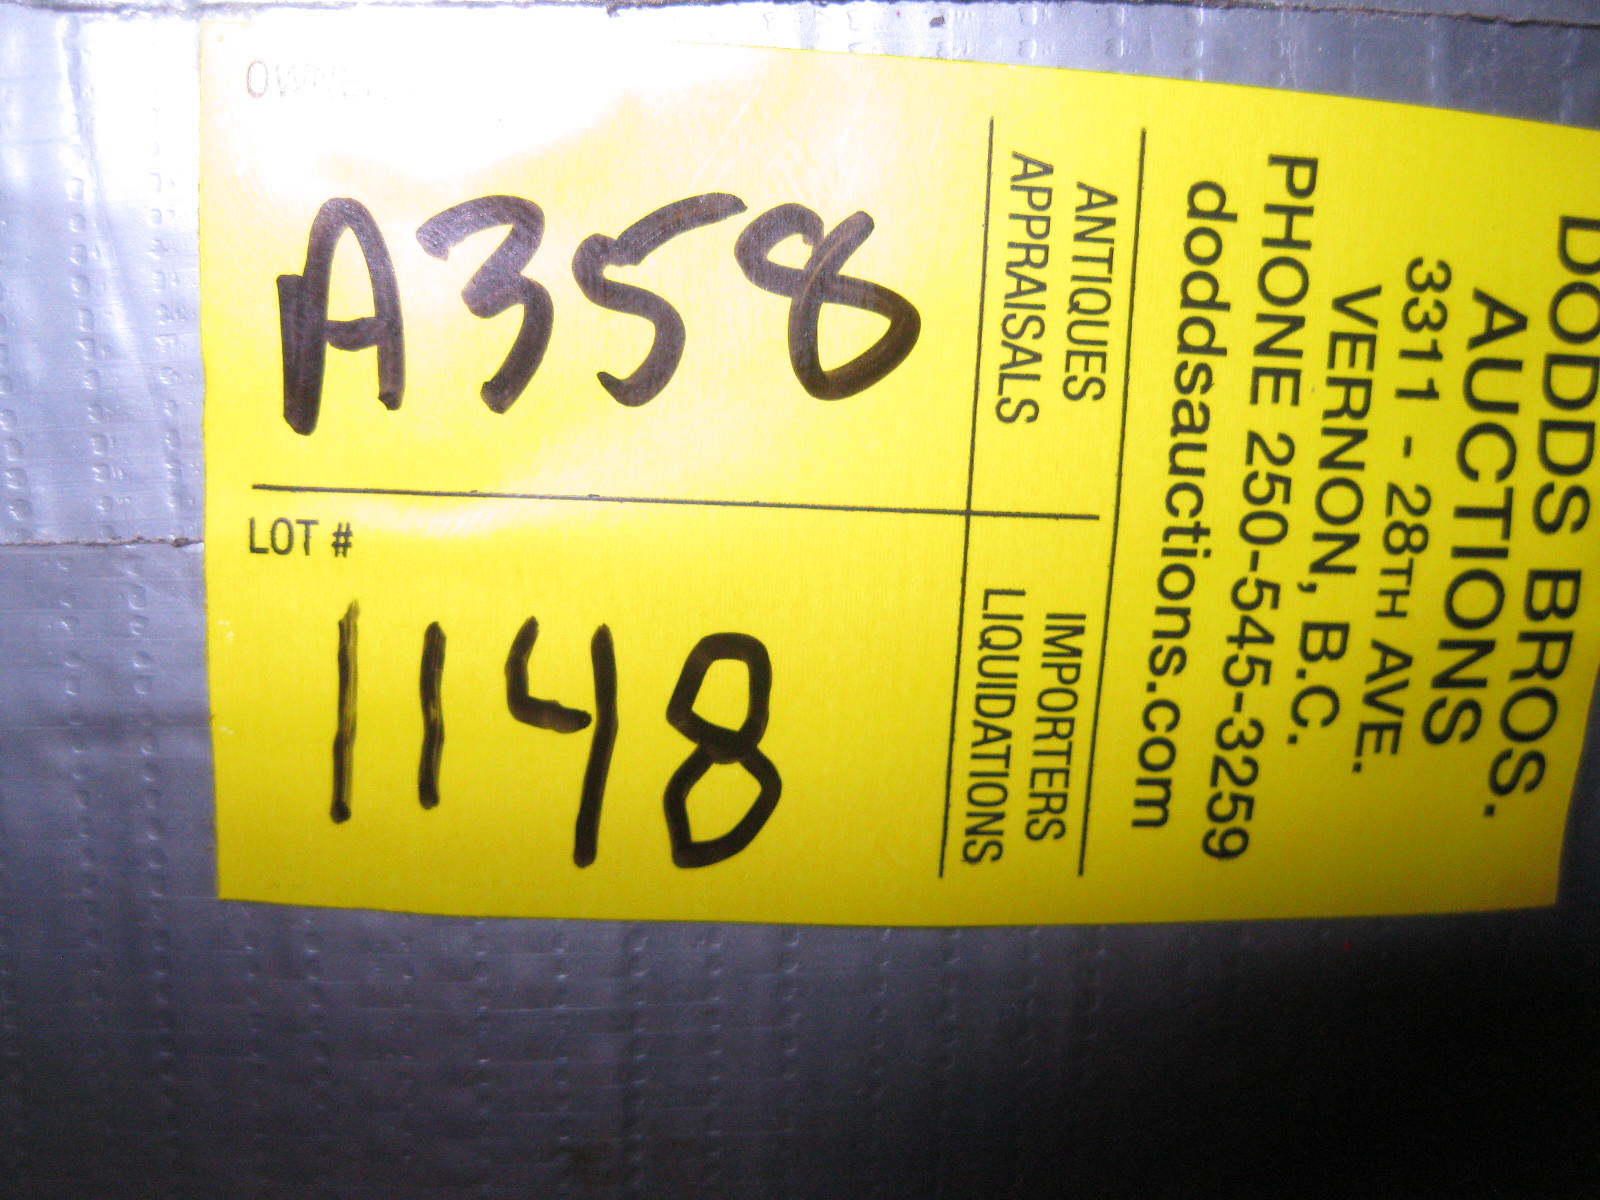 DODDS BROS.
AUCTIONS
3311 - 28TH AVE.
VERNON, B.C.
PHONE 250-545-3259
doddsauctions.com
ANTIQUES
APPRAISALS
IMPORTERS
LIQUIDATIONS
OWNER
A358
LOT #
1148